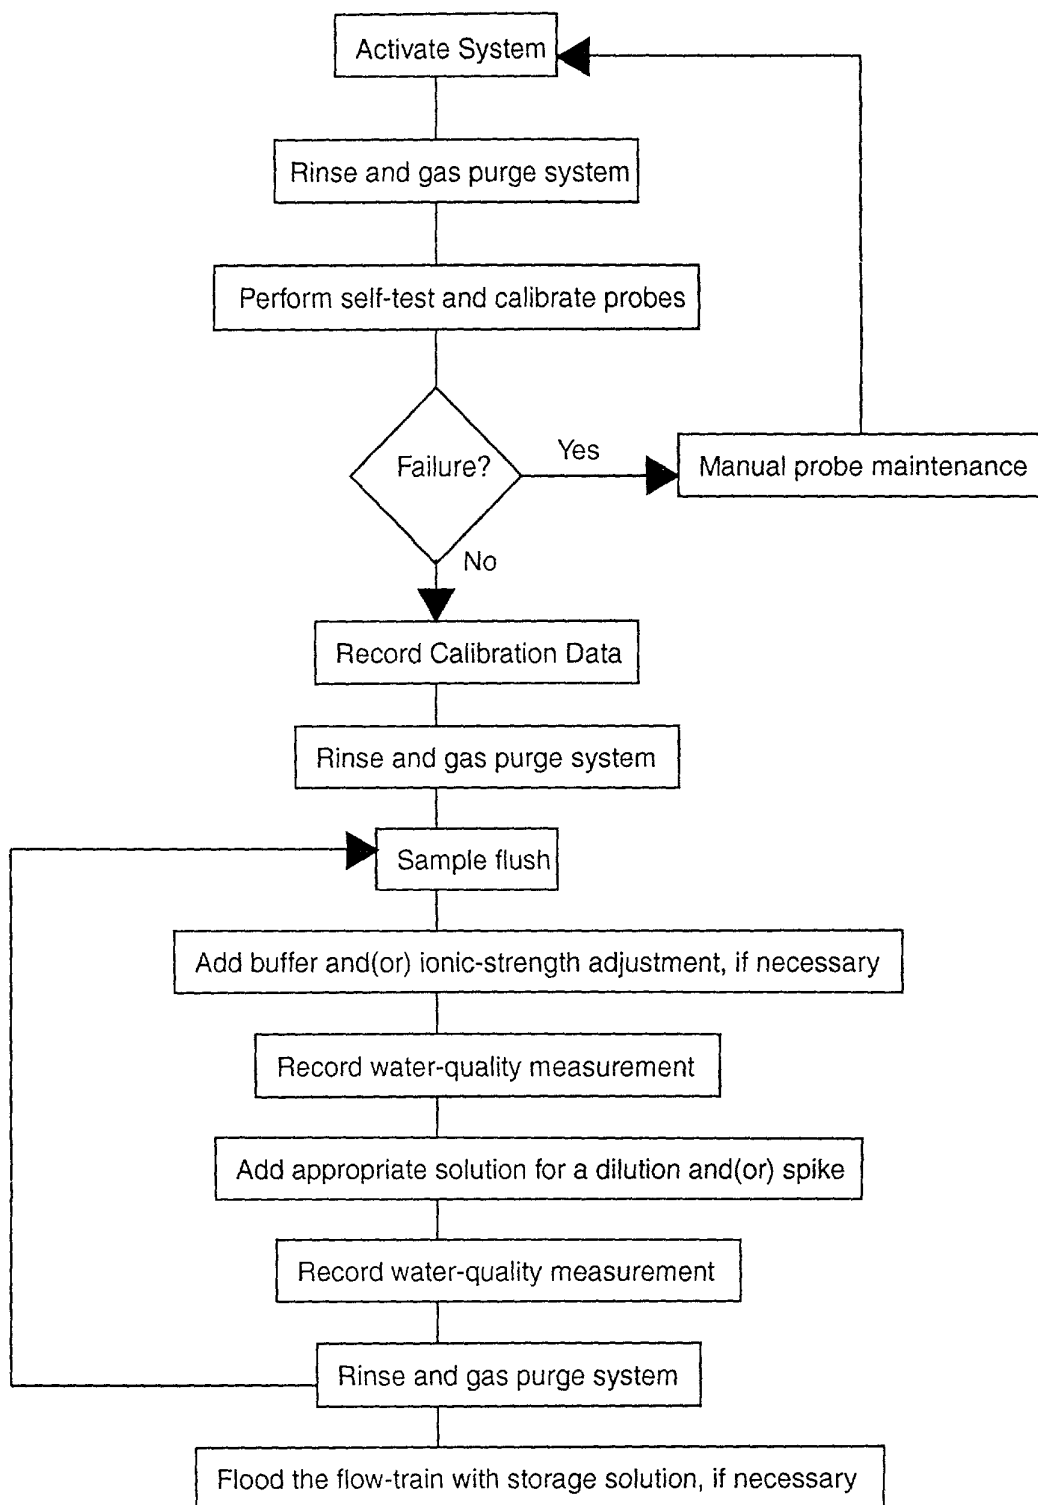 Activate System
Rinse and gas purge system
Perform self-test and calibrate probes
Failure?
Yes
Manual probe maintenance
No
Record Calibration Data
Rinse and gas purge system
Sample flush
Add buffer and(or) ionic-strength adjustment, if necessary
Record water-quality measurement
Add appropriate solution for a dilution and(or) spike
Record water-quality measurement
Rinse and gas purge system
Flood the flow-train with storage solution, if necessary